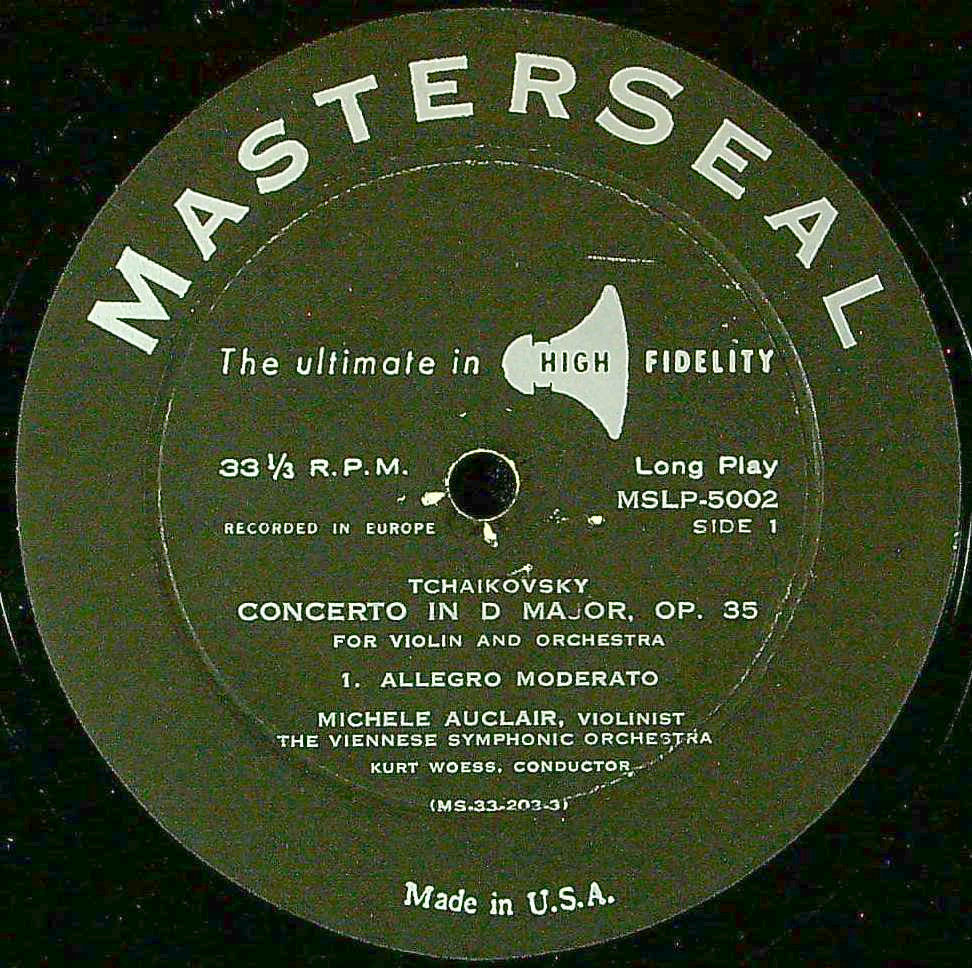 MASTERSEAL
The ultimate in HIGH FIDELITY
33 1/3 R.P.M.
Long Play
MSLP-5002
RECORDED IN EUROPE
SIDE 1
TCHAIKOVSKY
CONCERTO IN D MAJOR, OP. 35
FOR VIOLIN AND ORCHESTRA
1. ALLEGRO MODERATO
MICHELE AUCLAIR, VIOLINIST
THE VIENNESE SYMPHONIC ORCHESTRA
KURT WOESS, CONDUCTOR
(MS-33-203-3)
Made in U.S.A.